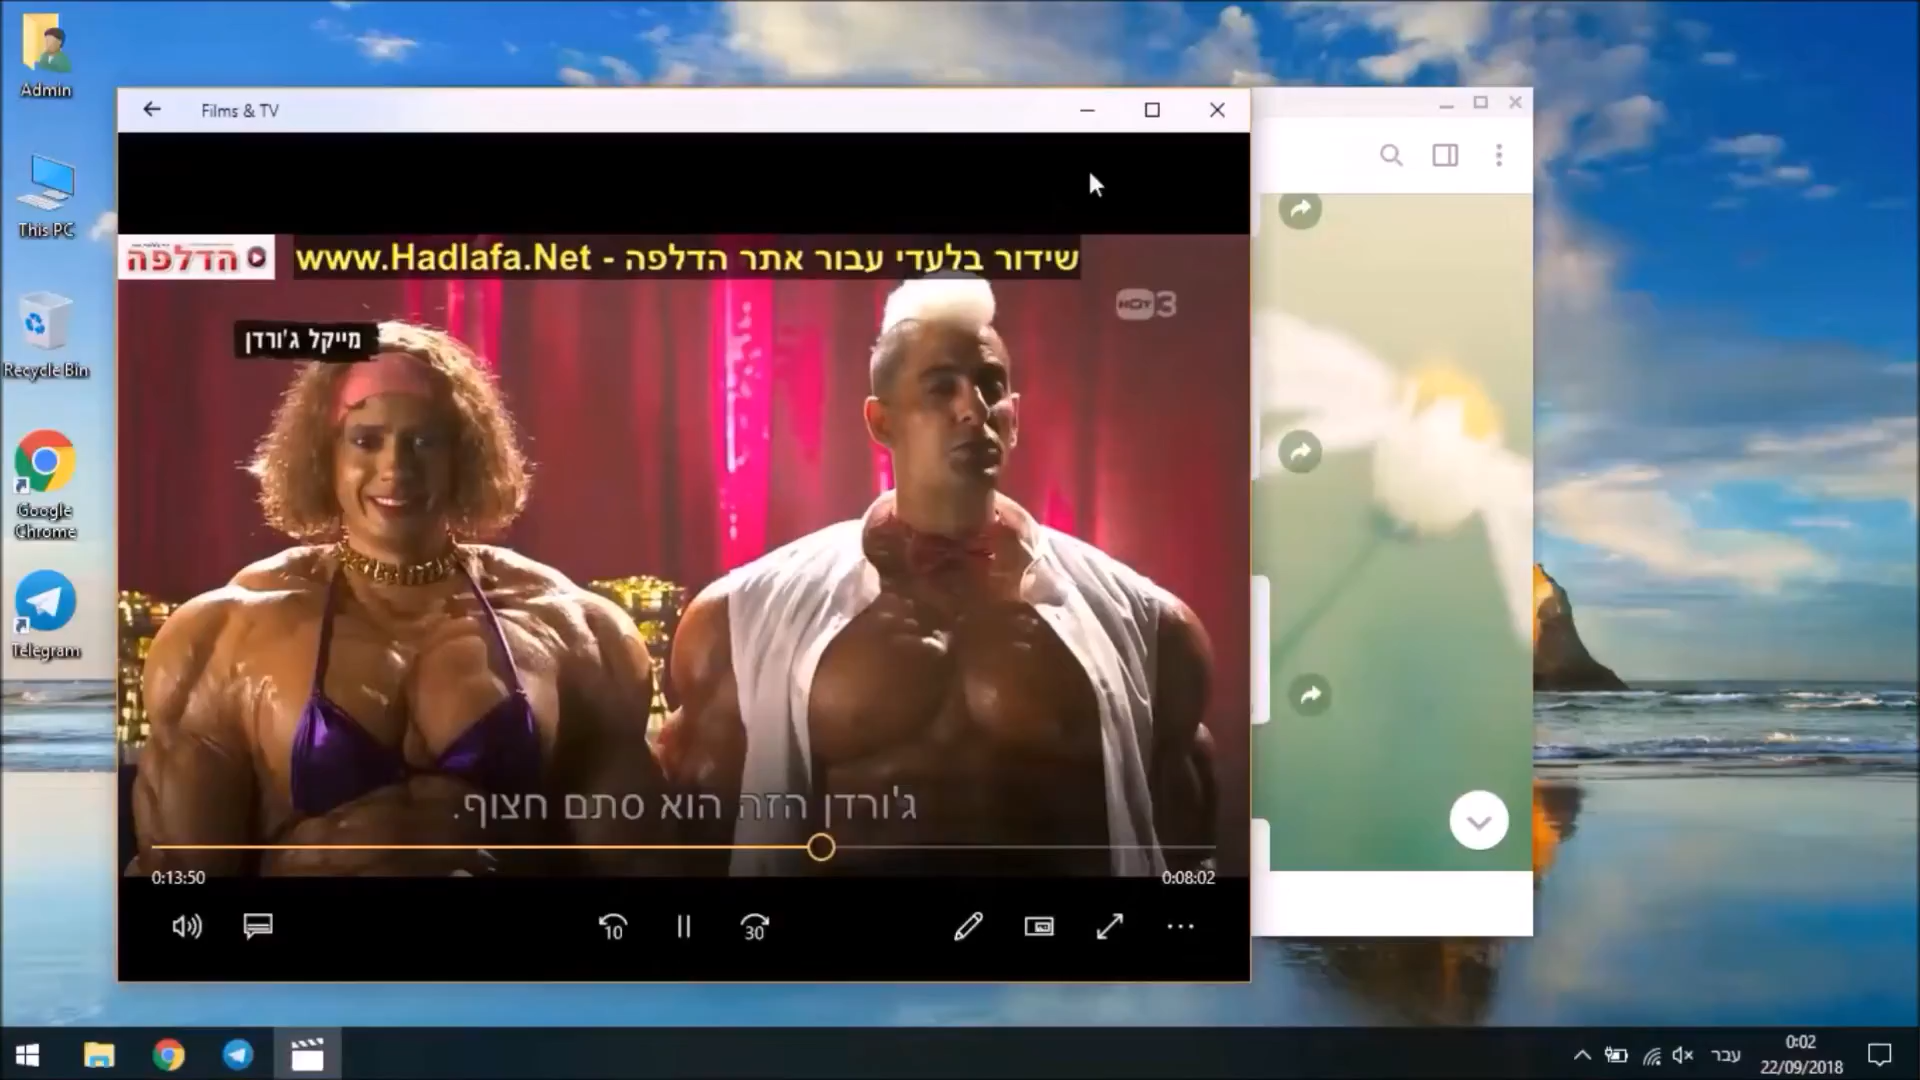 Admin
This PC
Recycle Bin
Google
Chrome
Telegram
Films & TV
הדלפה
שידור בלעדי עבור אתר הדלפה - www.Hadlafa.Net
HOT3
מייקל ג'ורדן
ג'ורדן הזה הוא סתם חצוף.
0:13:50
0:08:02
10
30
עבר
0:02
22/09/2018